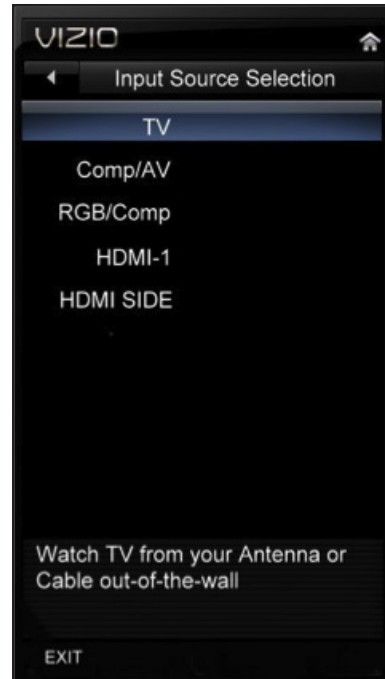 VIZIO
Input Source Selection
TV
Comp/AV
RGB/Comp
HDMI-1
HDMI SIDE
Watch TV from your Antenna or
Cable out-of-the-wall
EXIT